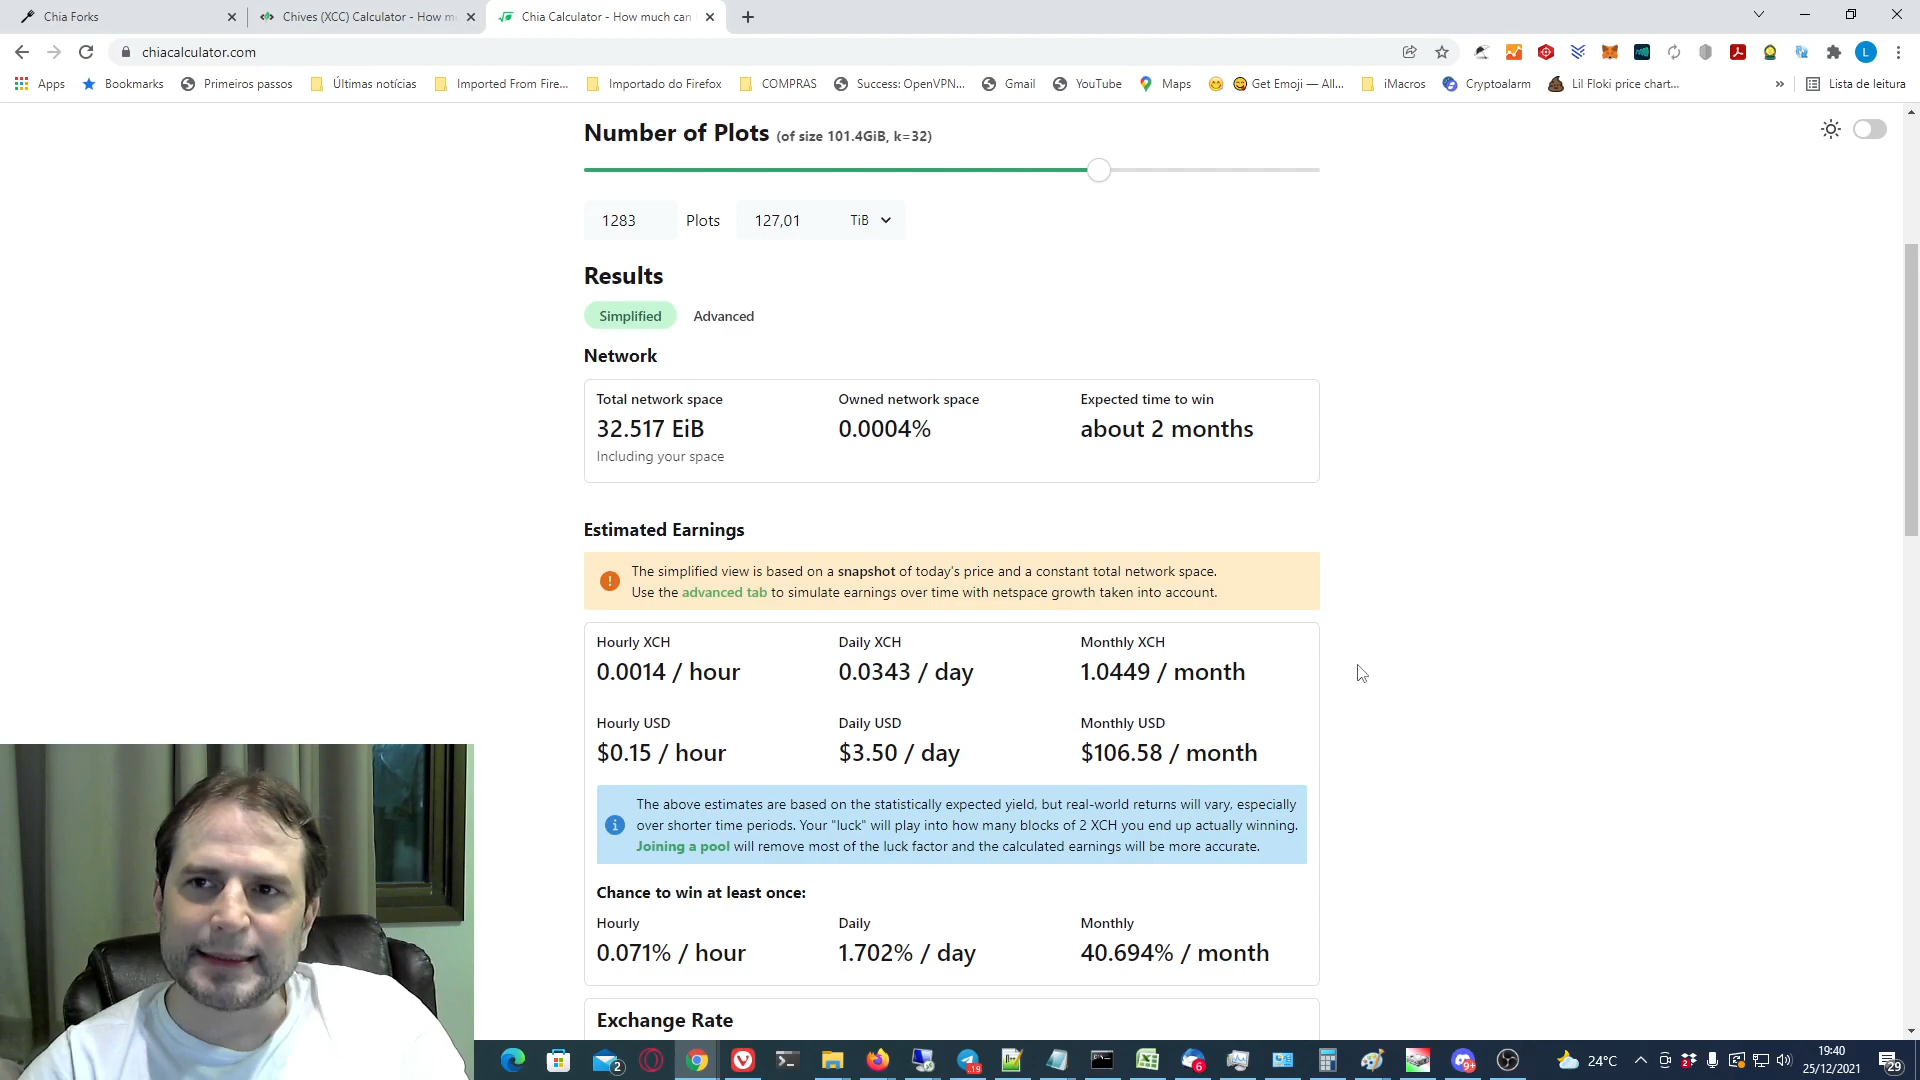 Chia Forks
Chives (XCC) Calculator - How m
Chia Calculator - How much can
chiacalculator.com
L
Apps
Bookmarks
Primeiros passos
Últimas notícias
Imported From Fire...
Importado do Firefox
COMPRAS
Success: OpenVPN...
Gmail
YouTube
Maps
Get Emoji — All...
iMacros
Cryptoalarm
Lil Floki price chart...
»
Lista de leitura
Number of Plots (of size 101.4GiB, k=32)
1283 Plots 127,01 TiB
Results
Simplified Advanced
Network
Total network space Owned network space Expected time to win
32.517 EiB 0.0004% about 2 months
Including your space
Estimated Earnings
The simplified view is based on a snapshot of today's price and a constant total network space.
Use the advanced tab to simulate earnings over time with netspace growth taken into account.
Hourly XCH Daily XCH Monthly XCH
0.0014 / hour 0.0343 / day 1.0449 / month
Hourly USD Daily USD Monthly USD
$0.15 / hour $3.50 / day $106.58 / month
The above estimates are based on the statistically expected yield, but real-world returns will vary, especially
over shorter time periods. Your "luck" will play into how many blocks of 2 XCH you end up actually winning.
Joining a pool will remove most of the luck factor and the calculated earnings will be more accurate.
Chance to win at least once:
Hourly Daily Monthly
0.071% / hour 1.702% / day 40.694% / month
Exchange Rate
2
.19
6
9+
24°C
2
19:40
25/12/2021
29